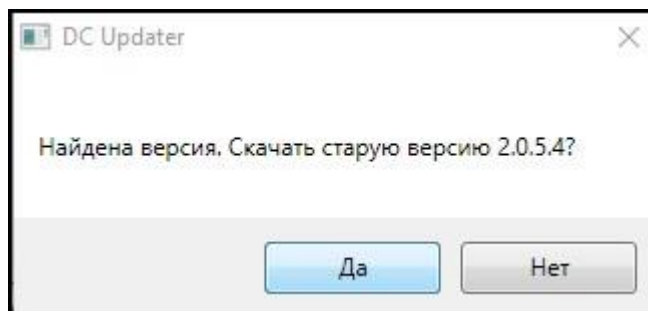 DC Updater
Найдена версия. Скачать старую версию 2.0.5.4?
Да
Нет